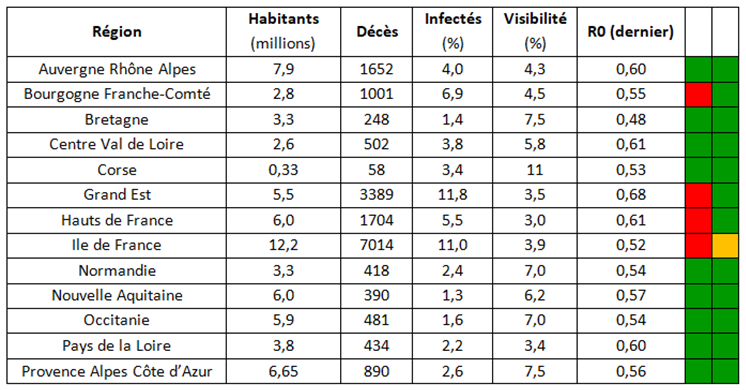 Région Habitants (millions) Décès Infectés (%) Visibilité (%) R0 (dernier)
Auvergne Rhône Alpes 7,9 1652 4,0 4,3 0,60
Bourgogne Franche-Comté 2,8 1001 6,9 4,5 0,55
Bretagne 3,3 248 1,4 7,5 0,48
Centre Val de Loire 2,6 502 3,8 5,8 0,61
Corse 0,33 58 3,4 11 0,53
Grand Est 5,5 3389 11,8 3,5 0,68
Hauts de France 6,0 1704 5,5 3,0 0,61
Ile de France 12,2 7014 11,0 3,9 0,52
Normandie 3,3 418 2,4 7,0 0,54
Nouvelle Aquitaine 6,0 390 1,3 6,2 0,57
Occitanie 5,9 481 1,6 7,0 0,54
Pays de la Loire 3,8 434 2,2 3,4 0,60
Provence Alpes Côte d’Azur 6,65 890 2,6 7,5 0,56